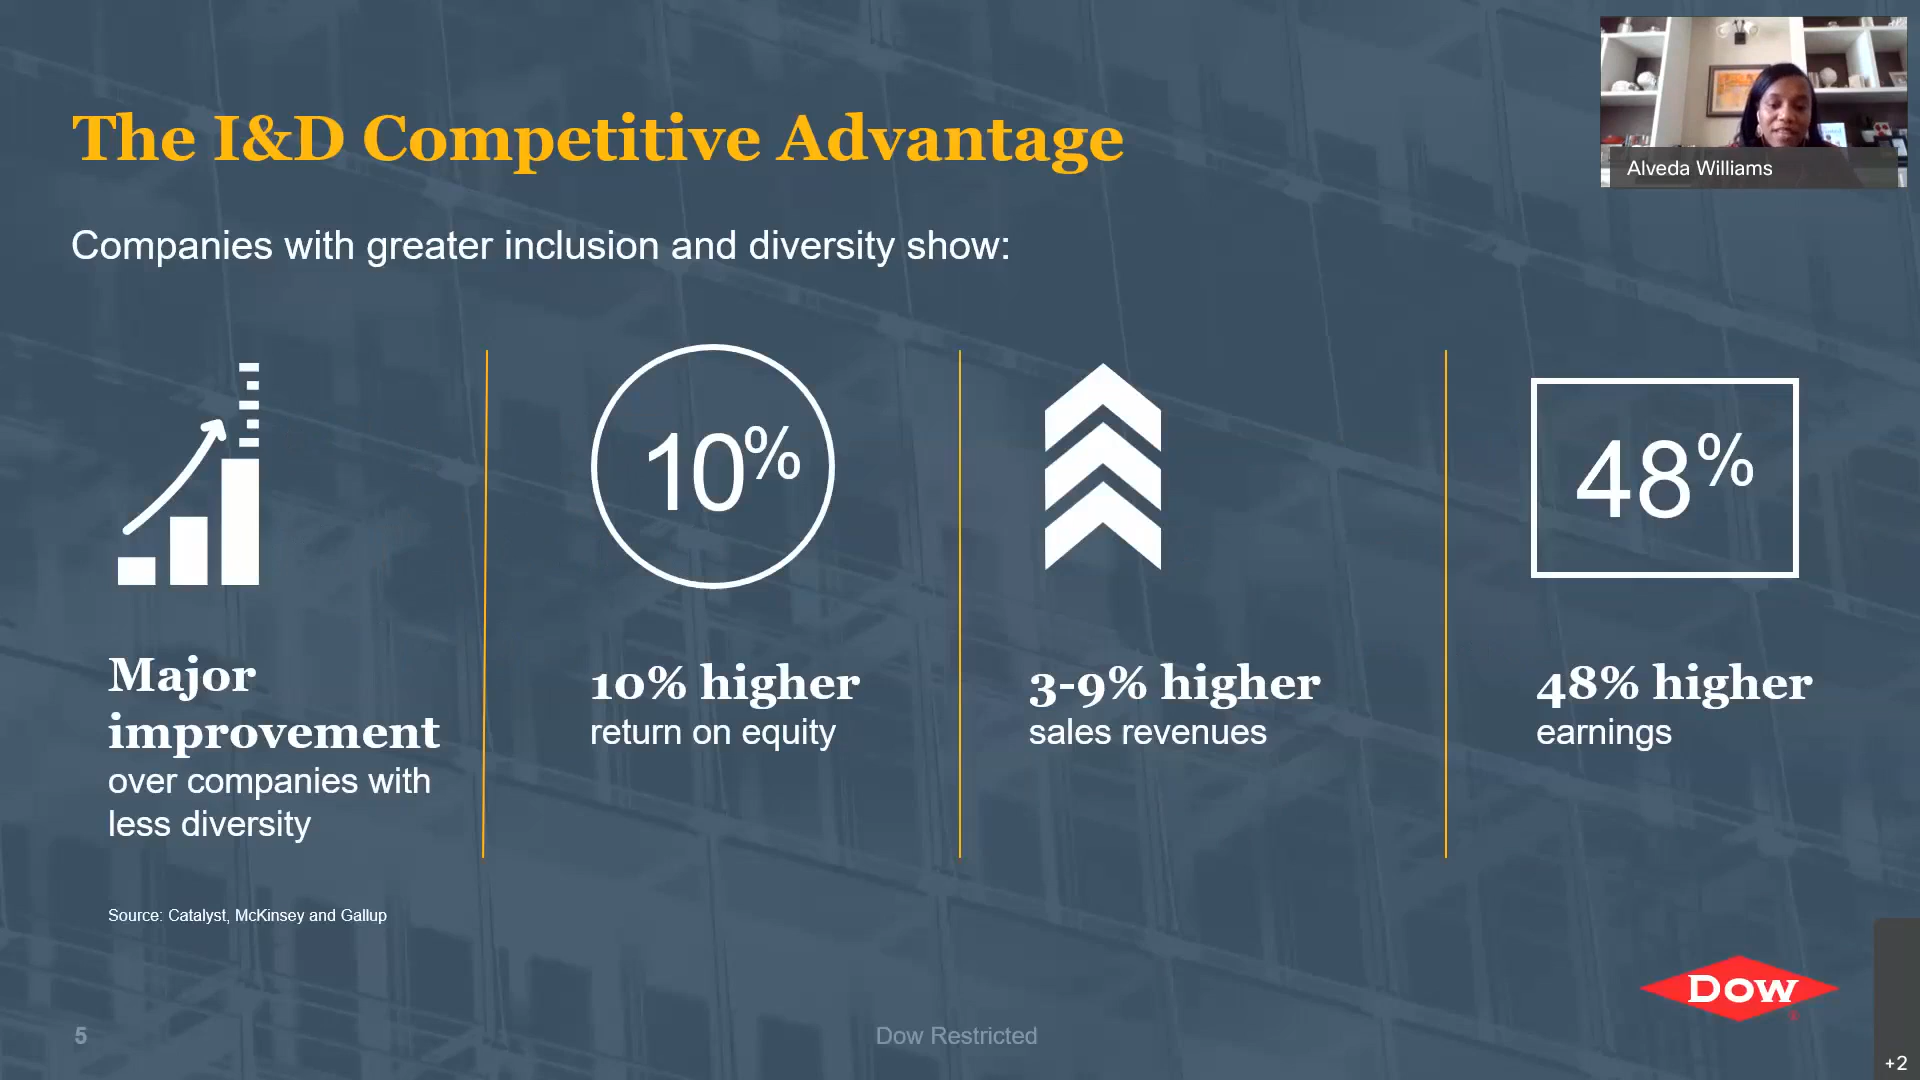 The I&D Competitive Advantage
Alveda Williams
Companies with greater inclusion and diversity show:
10%
48%
Major
improvement
over companies with
less diversity
10% higher
return on equity
3-9% higher
sales revenues
48% higher
earnings
Source: Catalyst, McKinsey and Gallup
Dow
®
5
Dow Restricted
+2